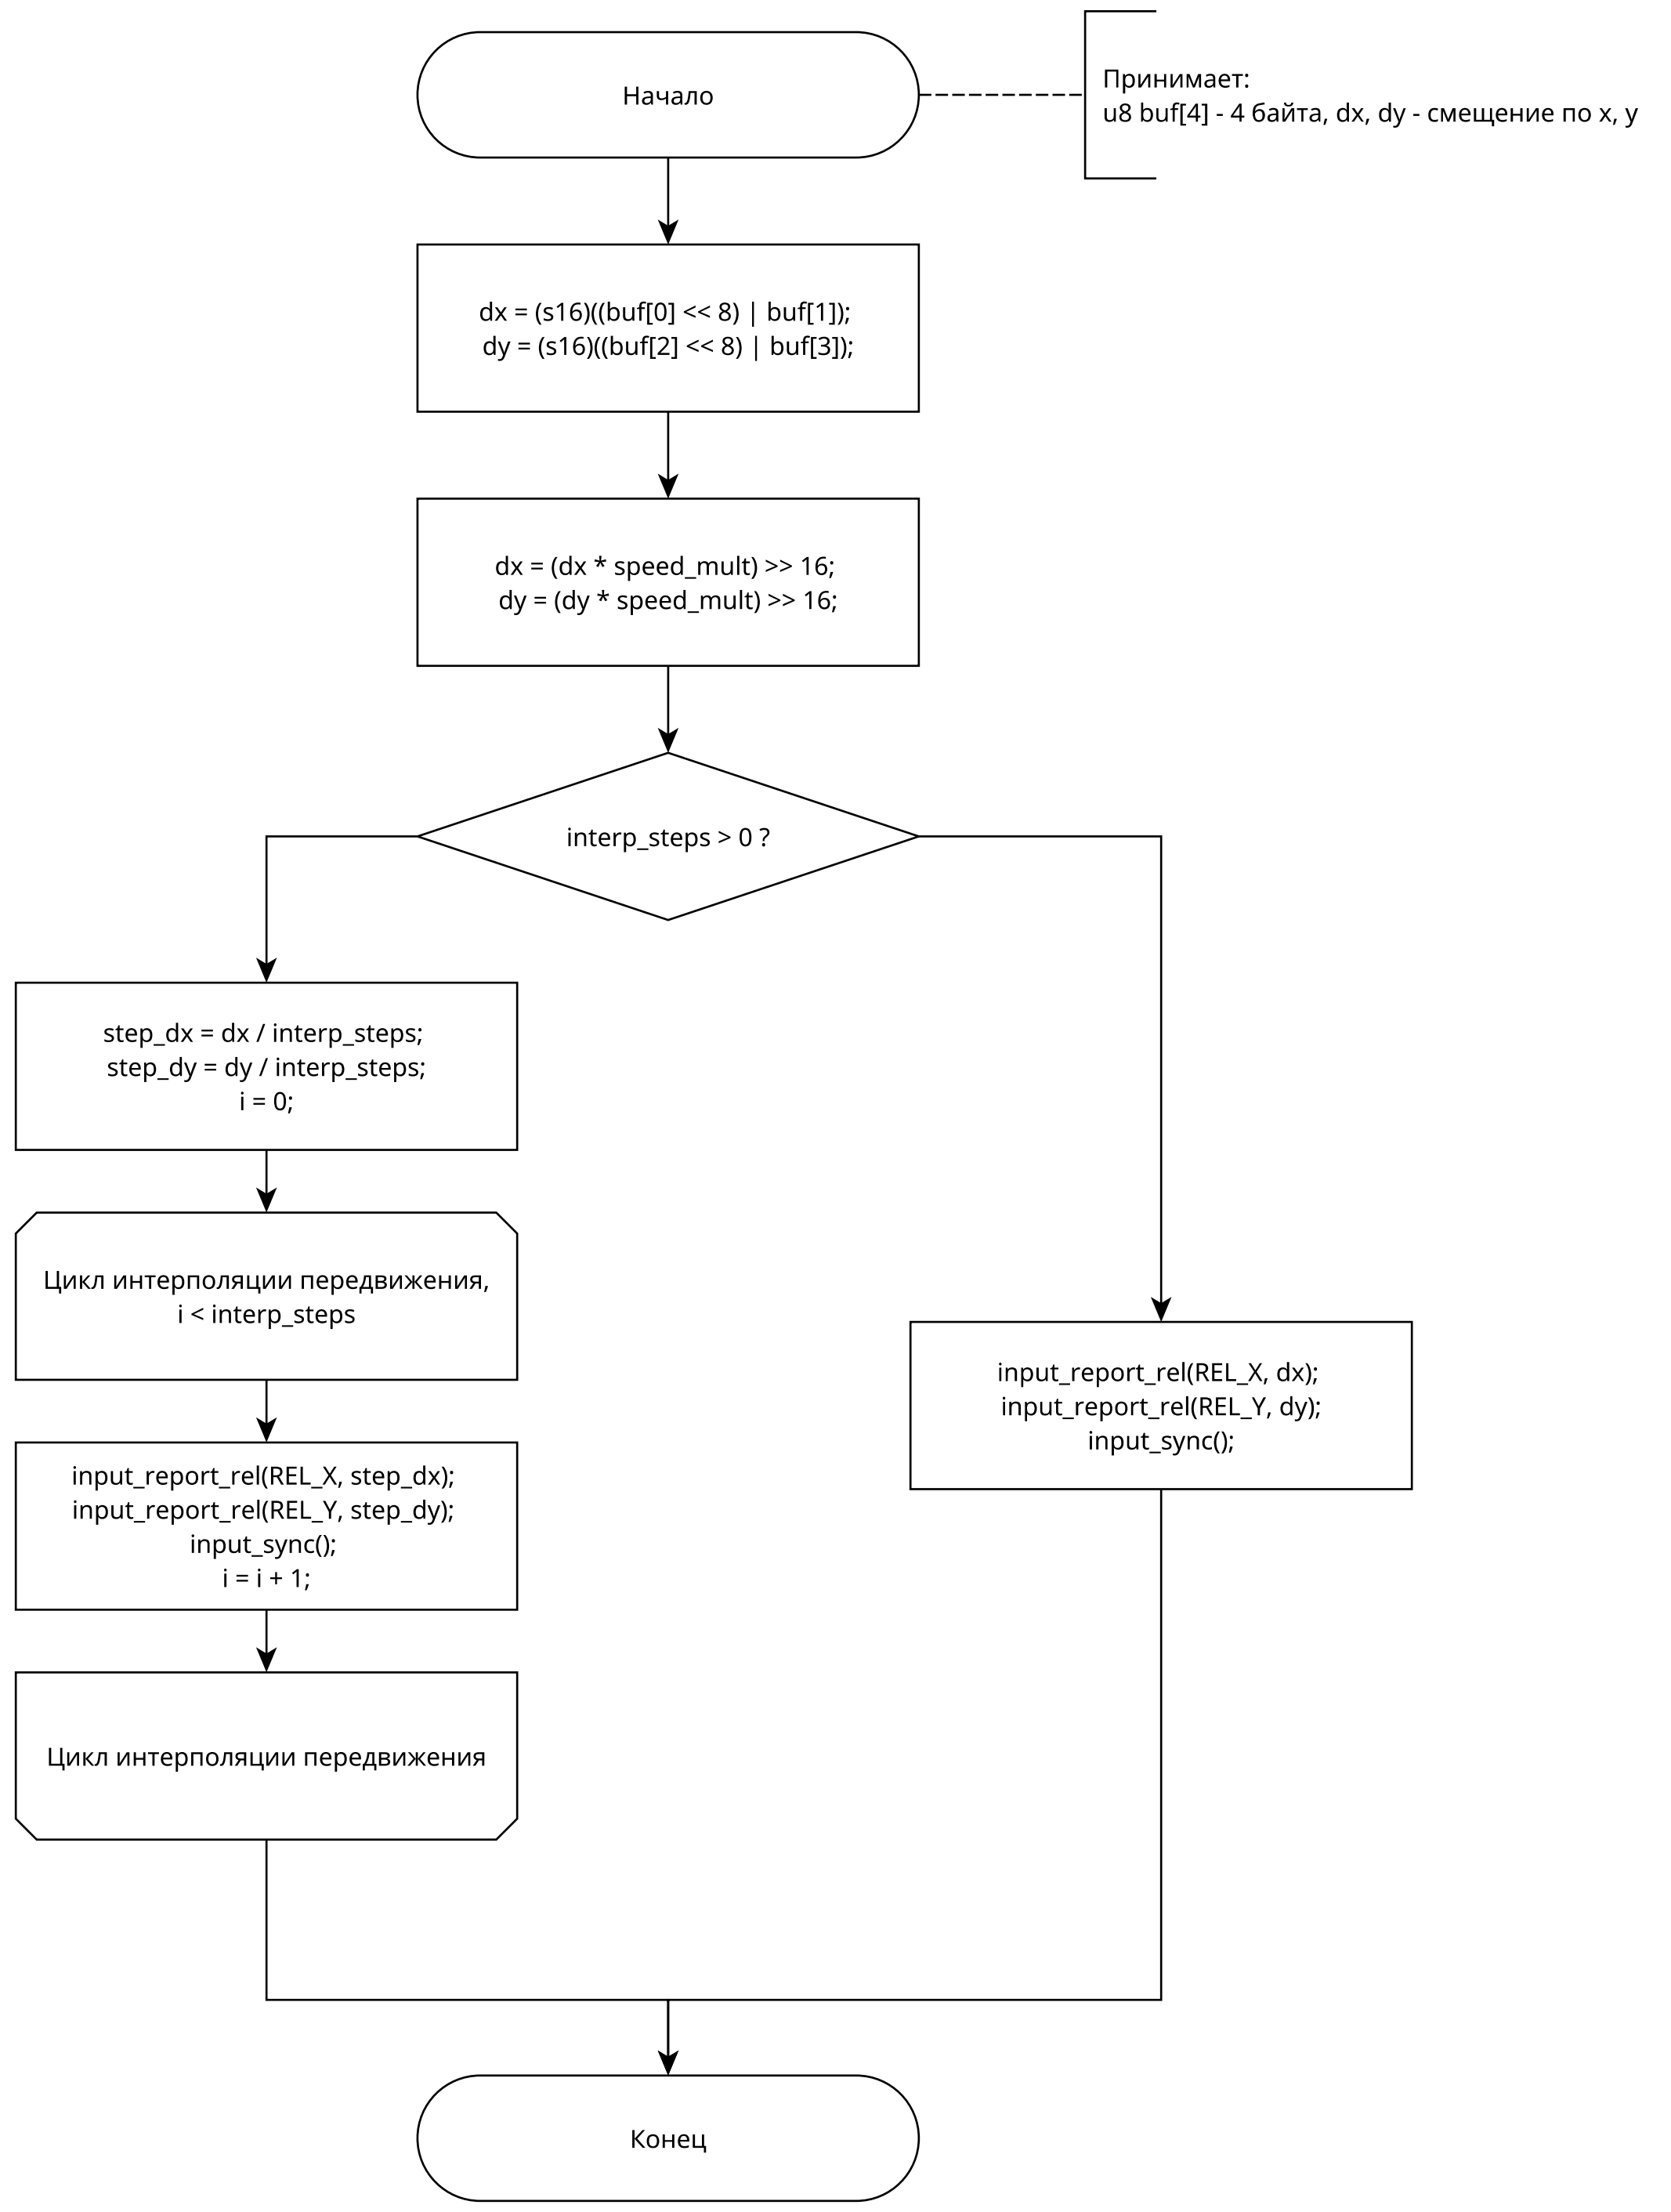 Начало
Принимает:
u8 buf[4] - 4 байта, dx, dy - смещение по x, y
dx = (s16)((buf[0] << 8) | buf[1]);
dy = (s16)((buf[2] << 8) | buf[3]);
dx = (dx * speed_mult) >> 16;
dy = (dy * speed_mult) >> 16;
interp_steps > 0 ?
step_dx = dx / interp_steps;
step_dy = dy / interp_steps;
i = 0;
Цикл интерполяции передвижения,
i < interp_steps
input_report_rel(REL_X, step_dx);
input_report_rel(REL_Y, step_dy);
input_sync();
i = i + 1;
Цикл интерполяции передвижения
input_report_rel(REL_X, dx);
input_report_rel(REL_Y, dy);
input_sync();
Конец